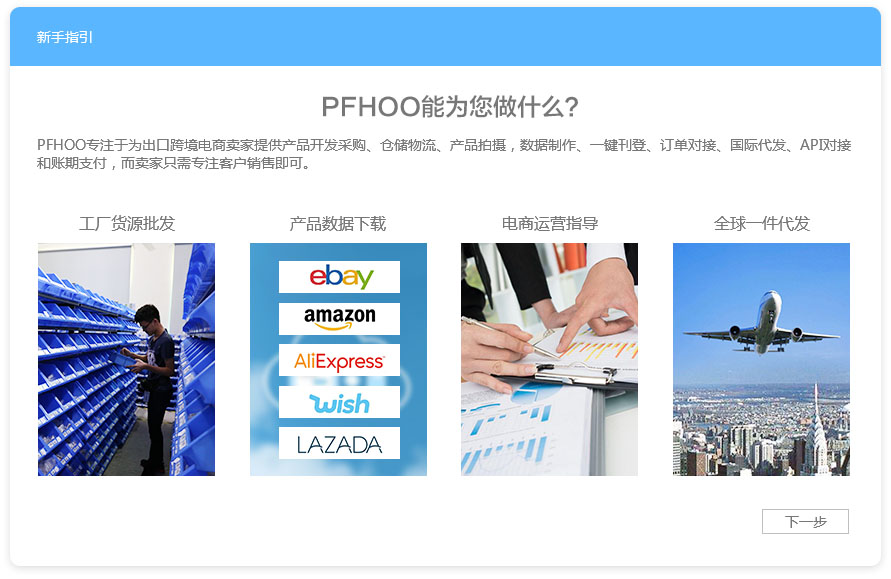 新手指引
PFHOO能为您做什么?
PFHOO专注于为出口跨境电商卖家提供产品开发采购、仓储物流、产品拍摄，数据制作、一键刊登、订单对接、国际代发、API对接
和账期支付，而卖家只需专注客户销售即可。
工厂货源批发
产品数据下载
电商运营指导
全球一件代发
ebay
amazon
AliExpress
wish
LAZADA
下一步